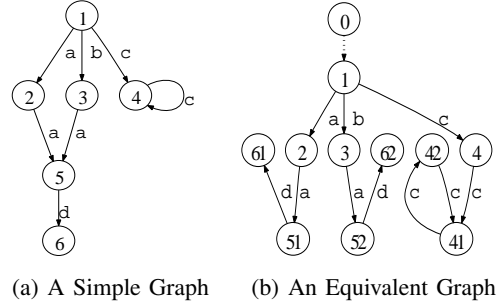 1
a b c
2 3 4
c
a a
5
d
6
(a) A Simple Graph
0
1
a b c
61 2 3 62 42 4
d a a d c c c
51 52 41
(b) An Equivalent Graph